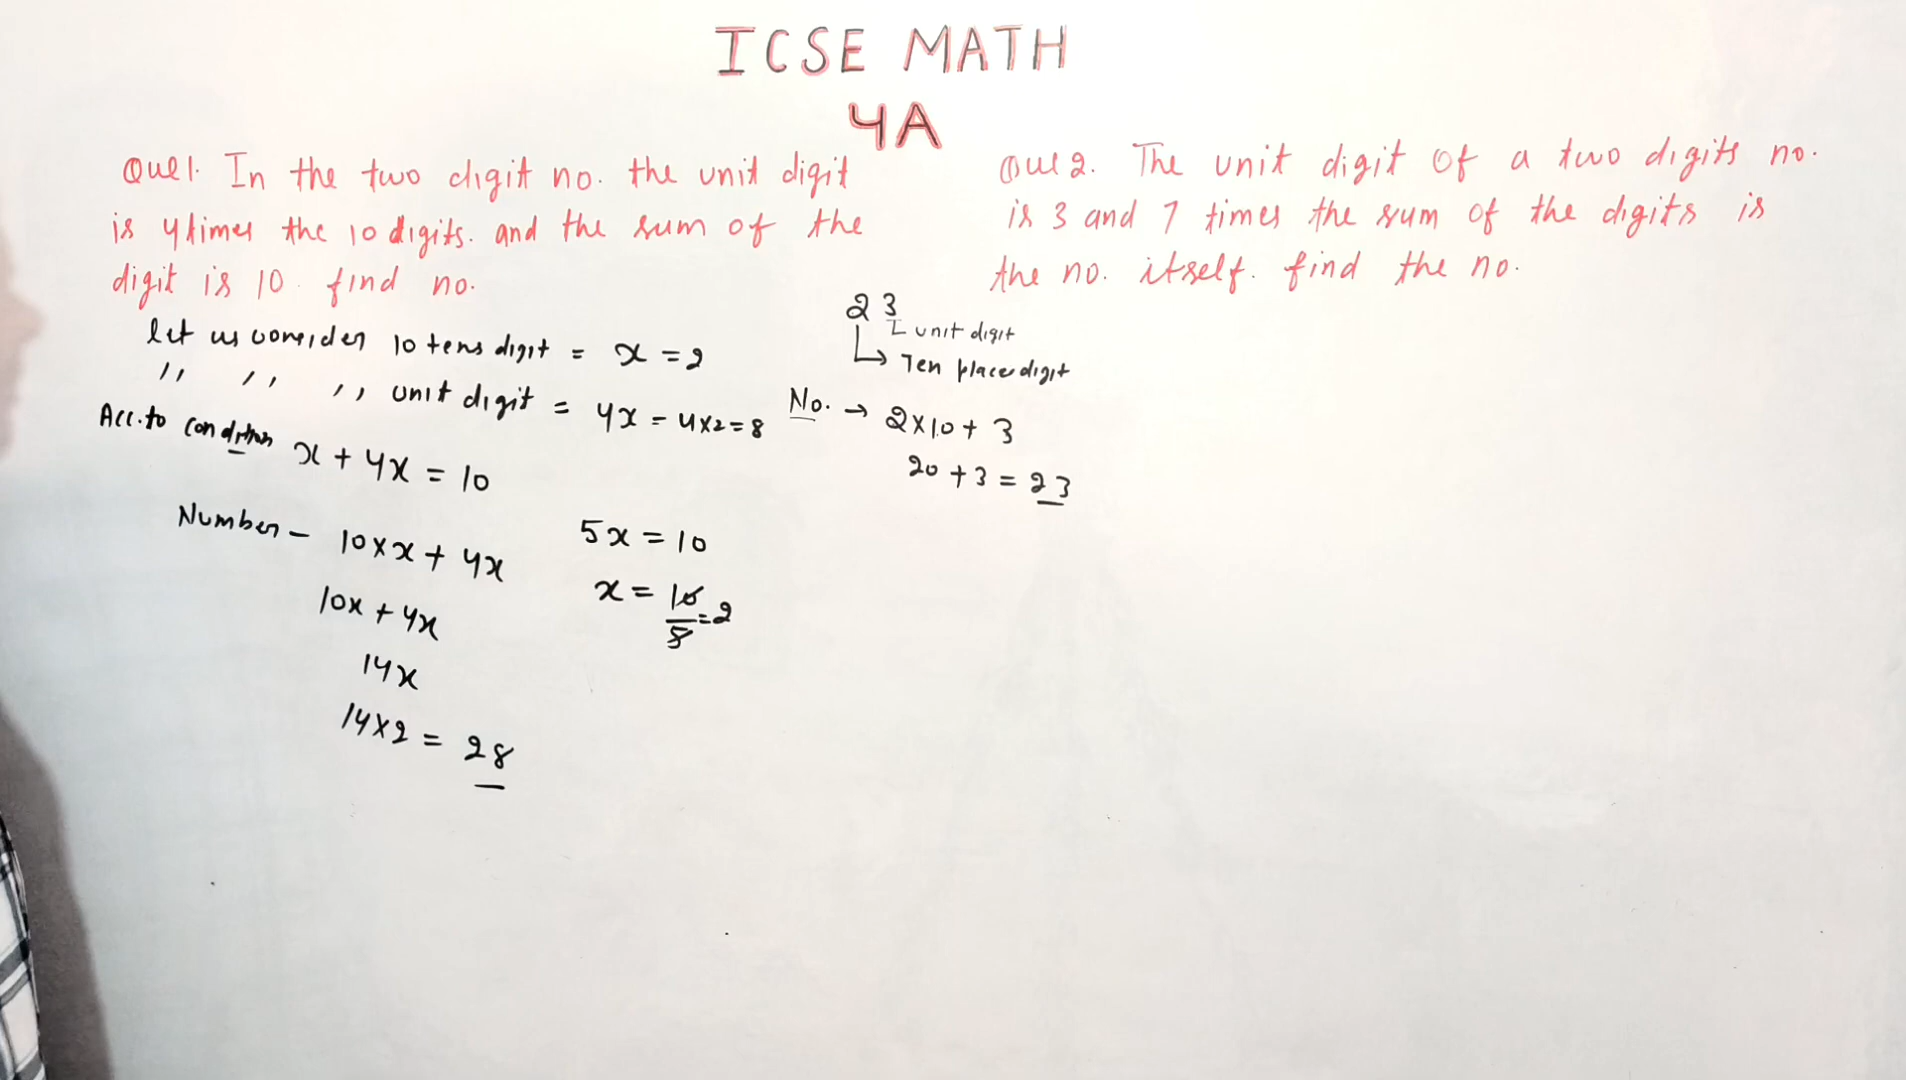 ICSE MATH
4A
Que1. In the two digit no. the unit digit
is 4 times the 10 digits. and the sum of the
digit is 10. find no.
let us consider 10 tens digit = x = 2
,, ,, ,, unit digit = 4x = 4x2 = 8
Acc. to condition x + 4x = 10
Number - 10xx + 4x
10x + 4x
14x
14x2 = 28
5x = 10
x = 10/5 = 2
23
unit digit
Ten place digit
No. → 2x10 + 3
20 + 3 = 23
Que 2. The unit digit of a two digits no.
is 3 and 7 times the sum of the digits is
the no. itself. find the no.